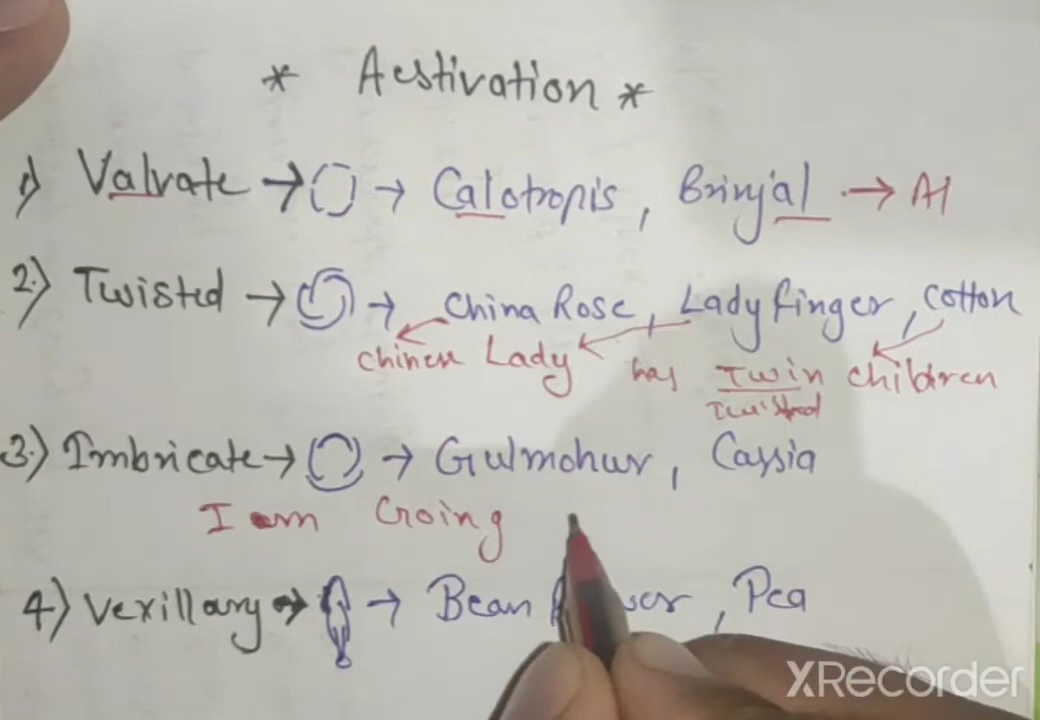 * Aestivation *
1) Valvate → → Calotropis, Brinjal → Al
2.) Twisted → → China Rose, Lady finger, Cotton
Chinese Lady has Twin children
Twisted
3.) Imbricate → → Gulmohur, Cassia
I am Going
4) Vexillary → → Bean, Pea
XRecorder